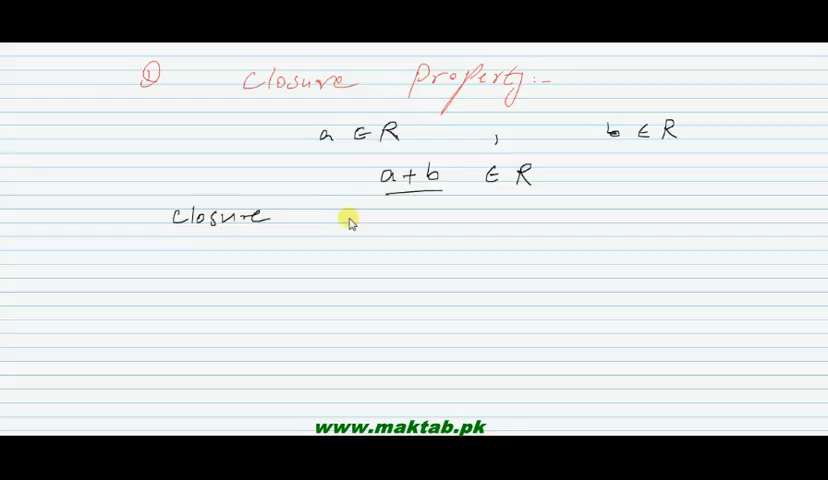 ① Closure Property:-
a ∈ R , b ∈ R
a + b ∈ R
closure
www.maktab.pk